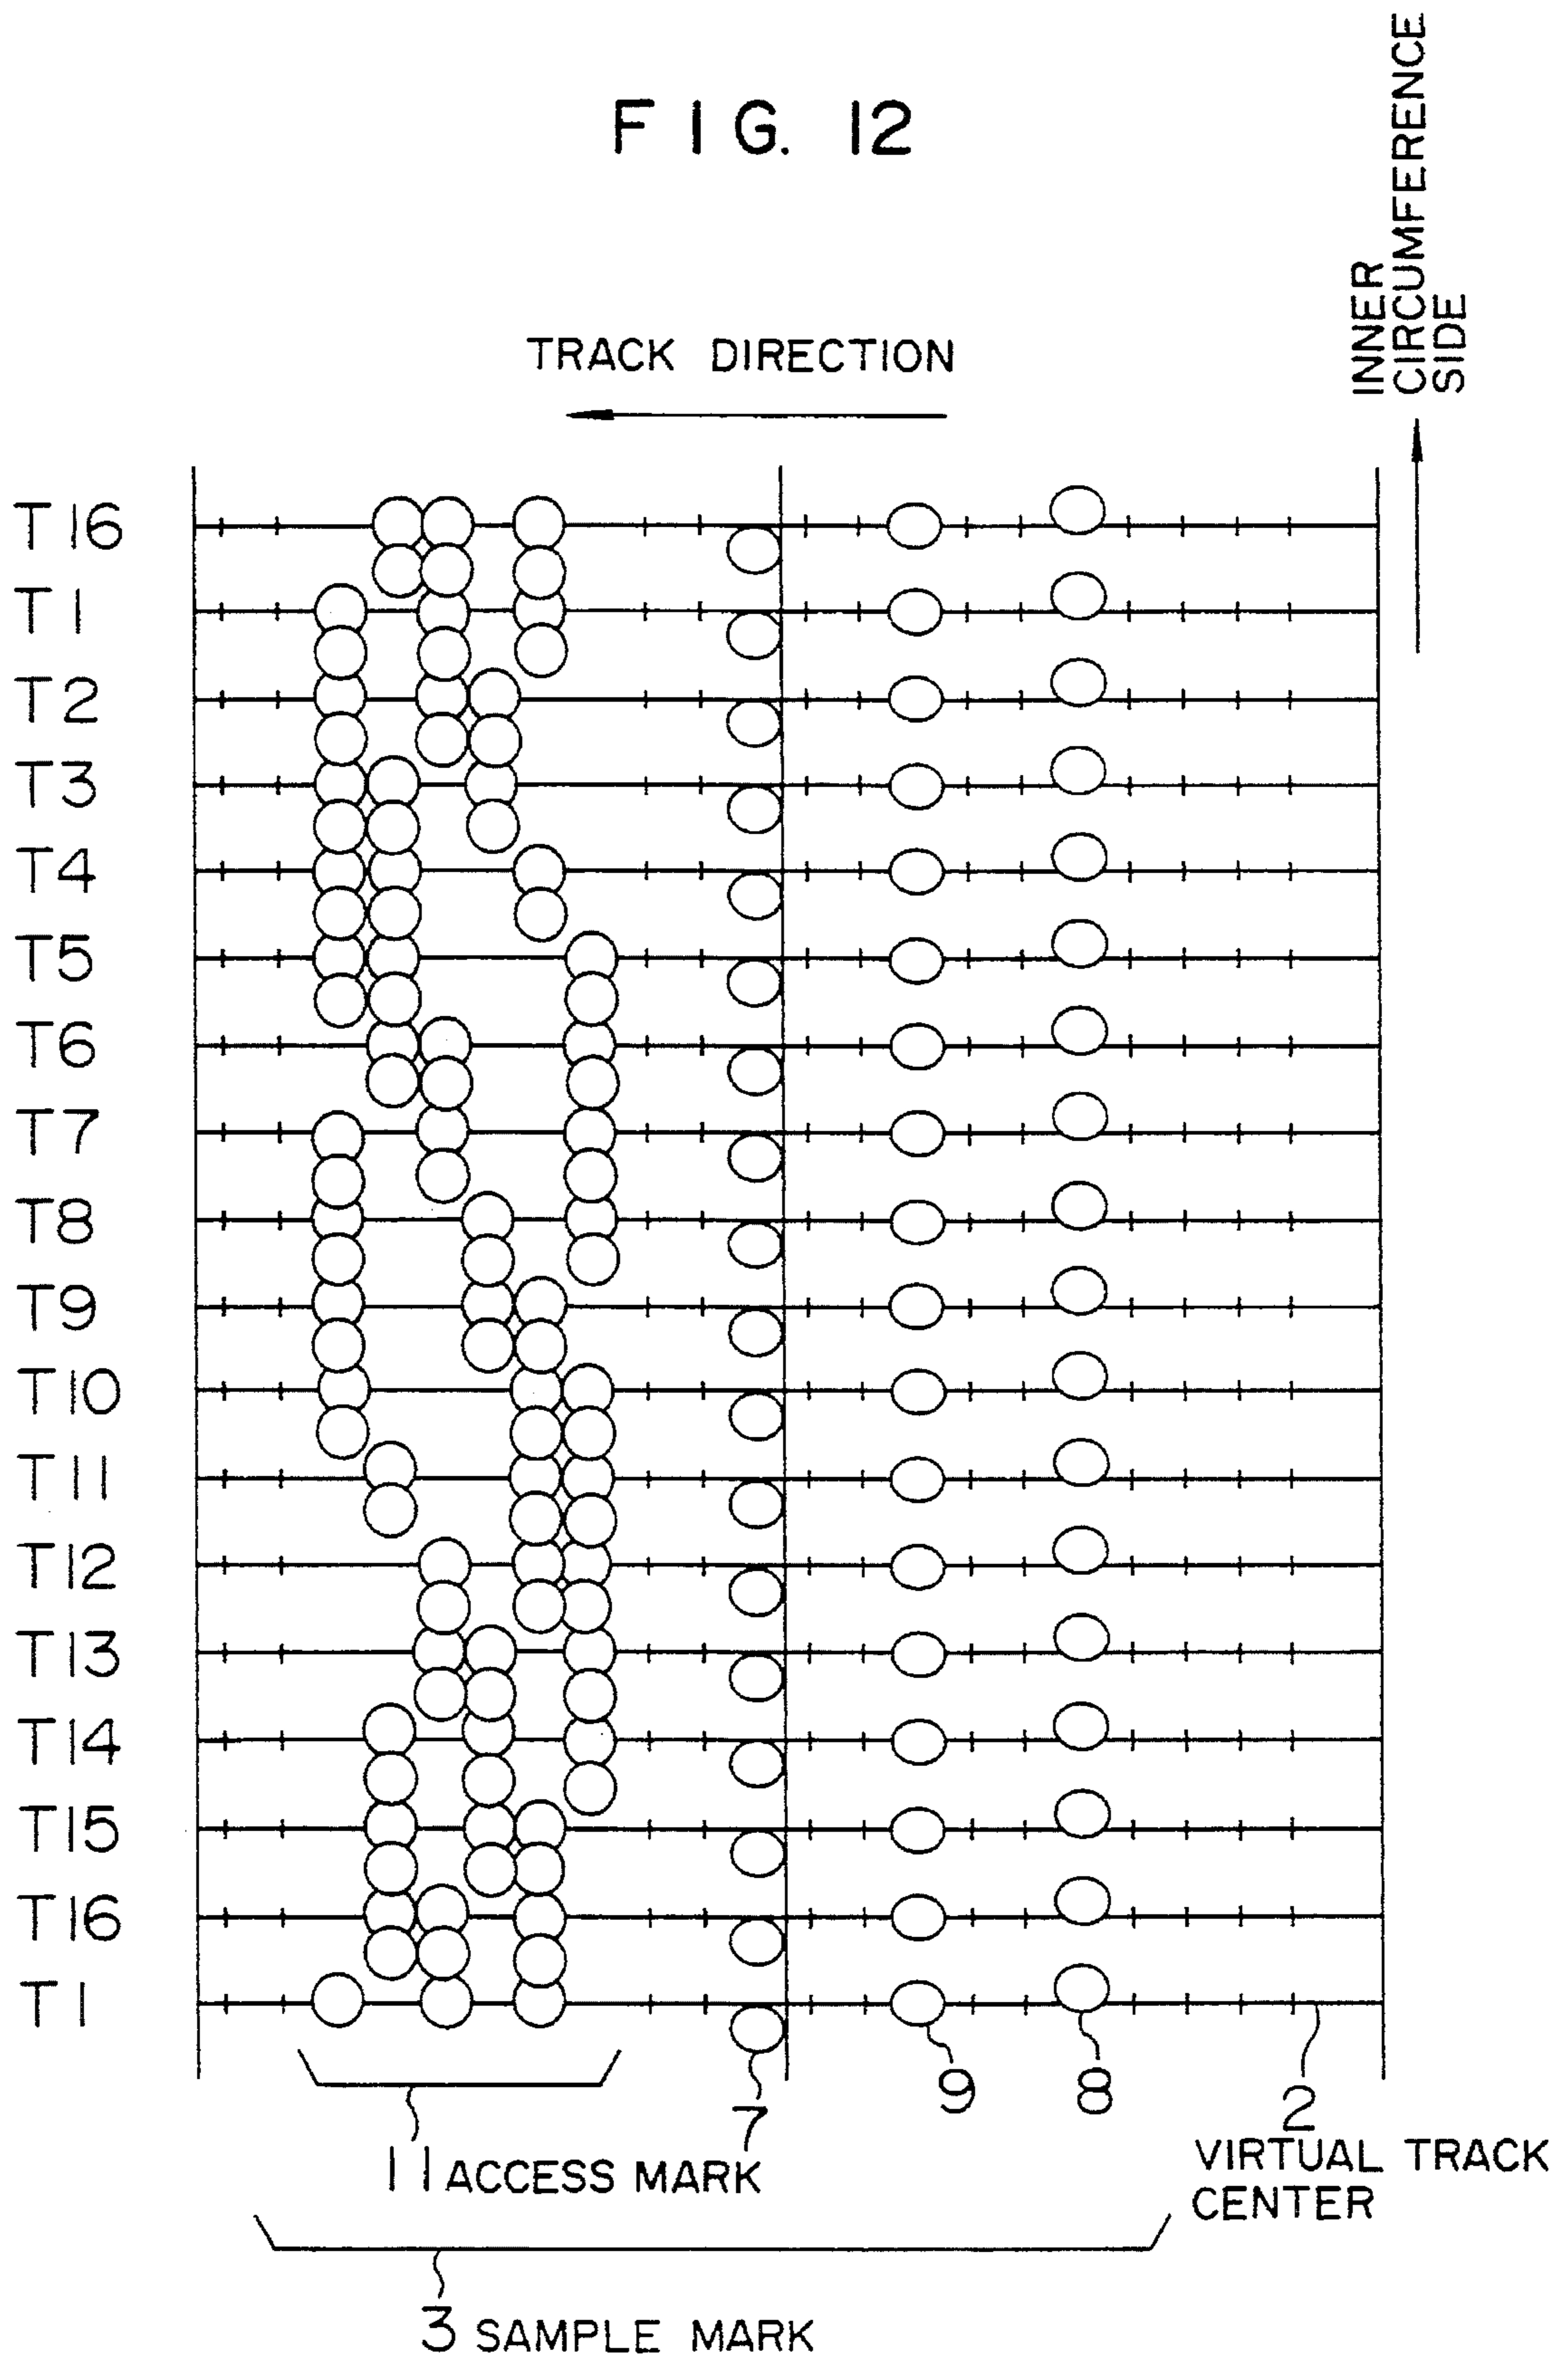 FIG. 12
INNER
CIRCUMFERENCE
SIDE
TRACK DIRECTION
T16
T1
T2
T3
T4
T5
T6
T7
T8
T9
T10
T11
T12
T13
T14
T15
T16
T1
7
9
8
2
11 ACCESS MARK
VIRTUAL TRACK
CENTER
3 SAMPLE MARK